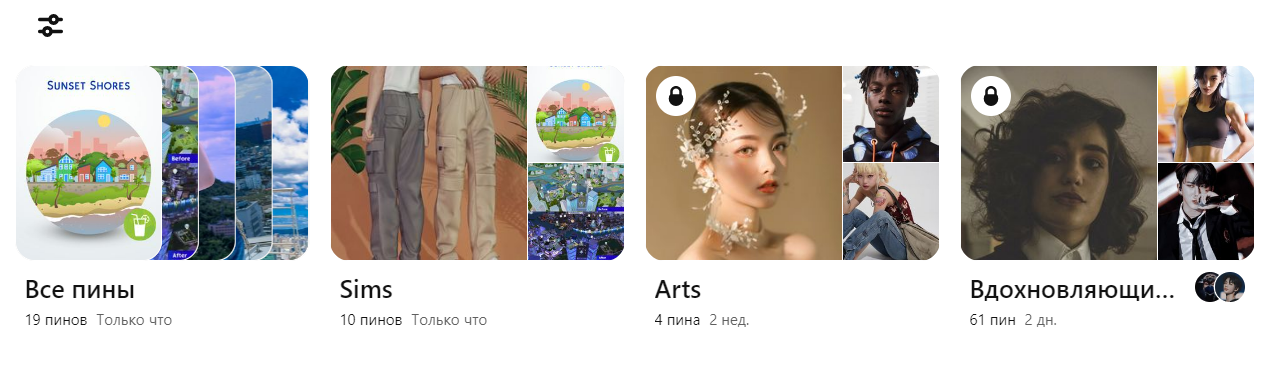 SUNSET SHORES
Before
After
Все пины
19 пинов Только что
Sims
10 пинов Только что
Arts
4 пина 2 нед.
Вдохновляющи...
61 пин 2 дн.